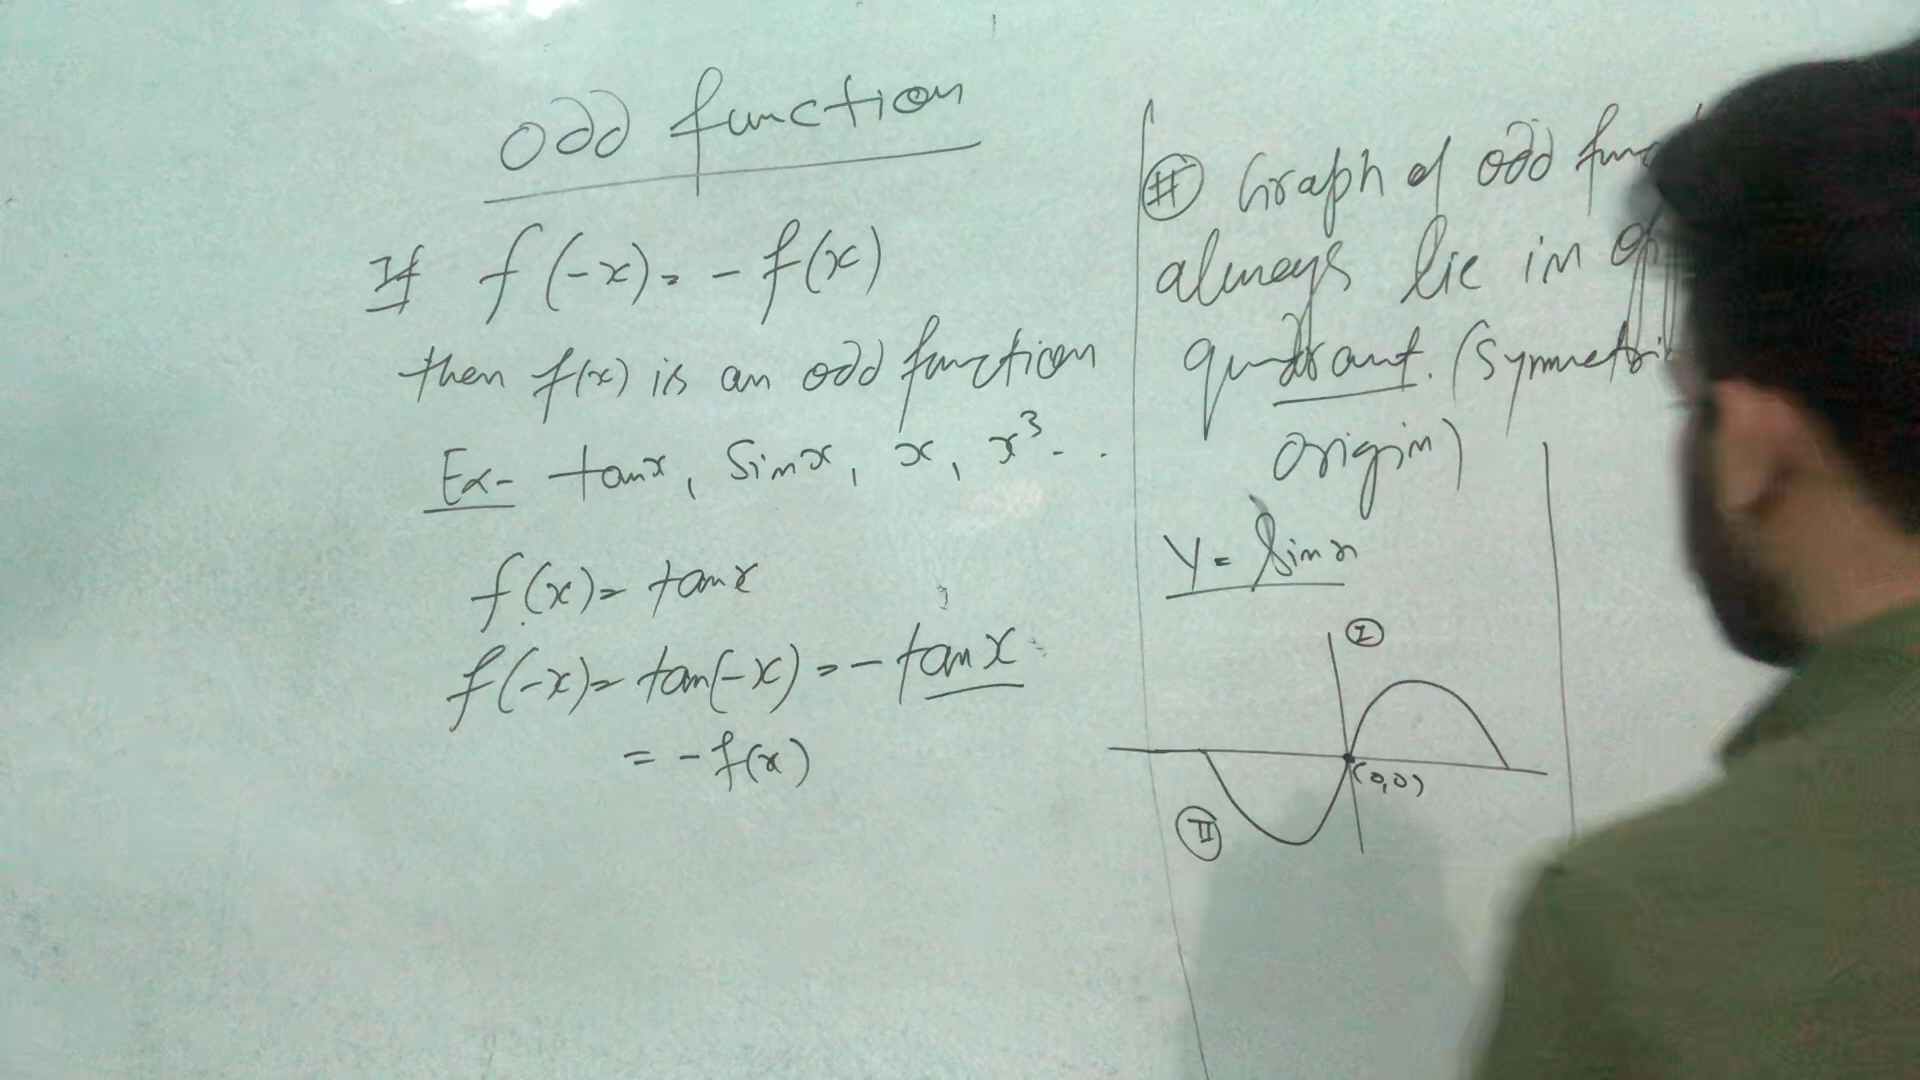 odd function
If f(-x) = -f(x)
then f(x) is an odd function
Ex- tanx, Sinx, x, x³- ..
f(x) = tanx
f(-x) = tan(-x) = - tanx
= -f(x)
# Graph of odd
always lie in
quadrant. (Symmetri
origin)
Y = Sinx
I
(0,0)
II